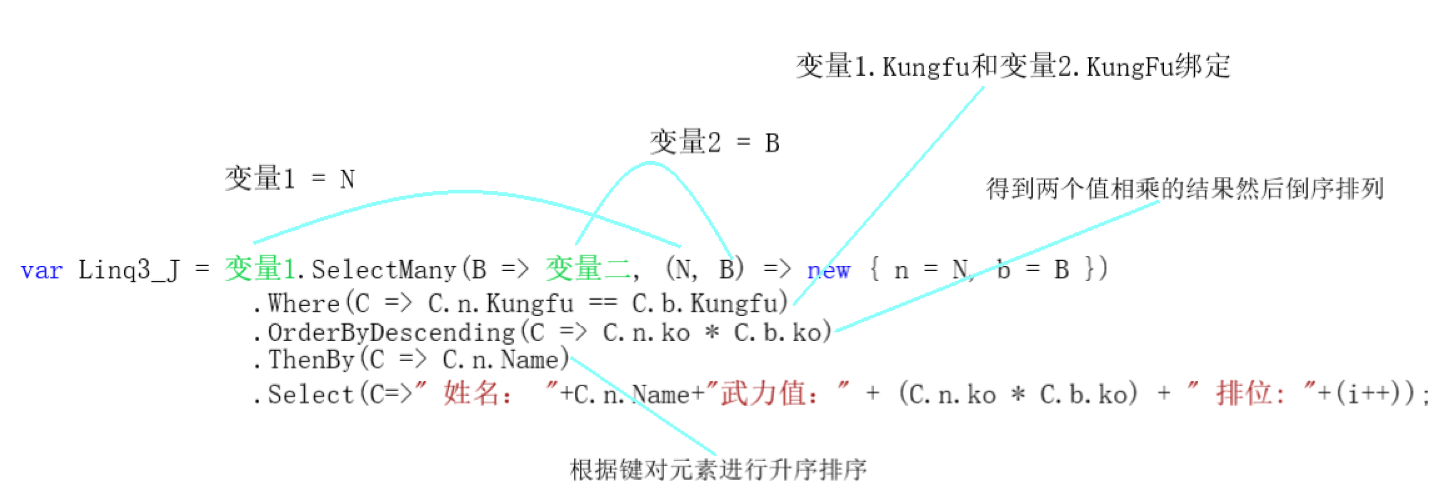 变量1.Kungfu和变量2.KungFu绑定
变量2 = B
变量1 = N
得到两个值相乘的结果然后倒序排列
var Linq3_J = 变量1.SelectMany(B => 变量二, (N, B) => new { n = N, b = B })
.Where(C => C.n.Kungfu == C.b.Kungfu)
.OrderByDescending(C => C.n.ko * C.b.ko)
.ThenBy(C => C.n.Name)
.Select(C=>" 姓名： "+C.n.Name+"武力值：" + (C.n.ko * C.b.ko) + " 排位: "+(i++));
根据键对元素进行升序排序